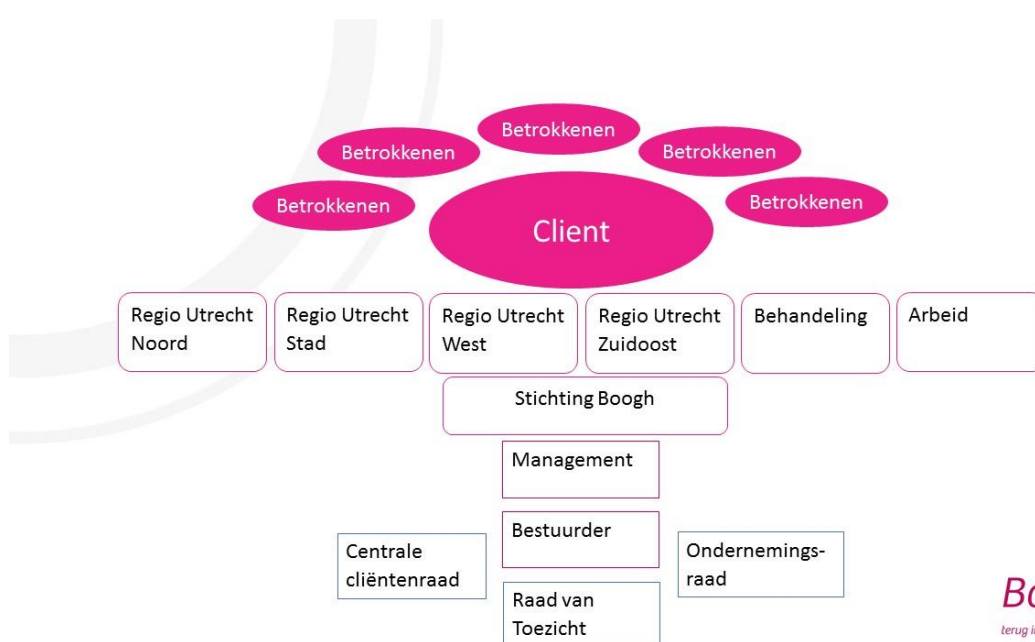 Betrokkenen
Betrokkenen
Betrokkenen
Betrokkenen
Betrokkenen
Client
Regio Utrecht
Noord
Regio Utrecht
Stad
Regio Utrecht
West
Regio Utrecht
Zuidoost
Behandeling
Arbeid
Stichting Boogh
Management
Bestuurder
Centrale
cliëntenraad
Ondernemings-
raad
Raad van
Toezicht
terug